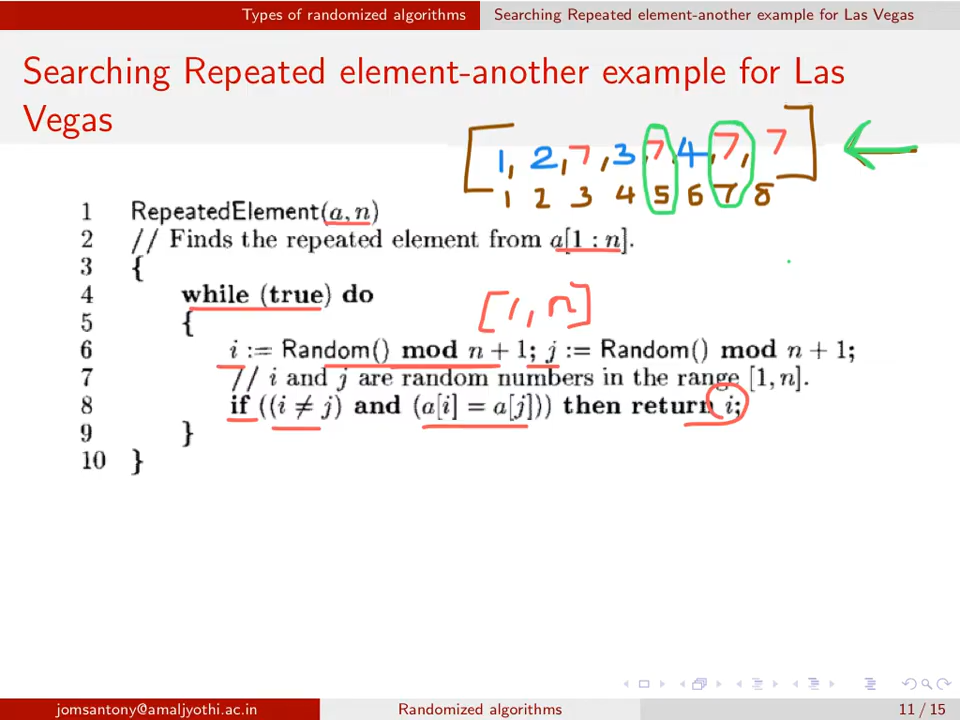 Types of randomized algorithms Searching Repeated element-another example for Las Vegas
Searching Repeated element-another example for Las
Vegas
[1, 2, 7, 3, 7, 4, 7, 7]
1 2 3 4 5 6 7 8
1 RepeatedElement(a, n)
2 // Finds the repeated element from a[1 : n].
3 {
4 while (true) do
5 {
[1, n]
6 i := Random() mod n + 1; j := Random() mod n + 1;
7 // i and j are random numbers in the range [1, n].
8 if ((i ≠ j) and (a[i] = a[j])) then return i;
9 }
10 }
jomsantony@amaljyothi.ac.in Randomized algorithms 11 / 15